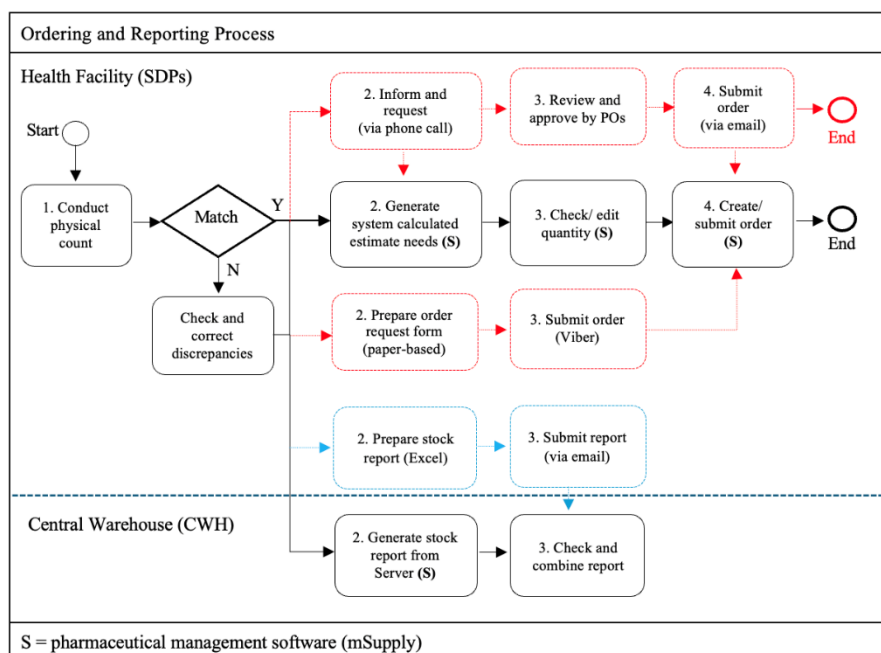 Ordering and Reporting Process
Health Facility (SDPs)
Start
1. Conduct
physical
count
Match
Y
N
Check and
correct
discrepancies
2. Inform and
request
(via phone call)
3. Review and
approve by POs
4. Submit
order
(via email)
End
2. Generate
system calculated
estimate needs (S)
3. Check/ edit
quantity (S)
4. Create/
submit order
(S)
End
2. Prepare order
request form
(paper-based)
3. Submit order
(Viber)
2. Prepare stock
report (Excel)
3. Submit report
(via email)
Central Warehouse (CWH)
2. Generate stock
report from
Server (S)
3. Check and
combine report
S = pharmaceutical management software (mSupply)